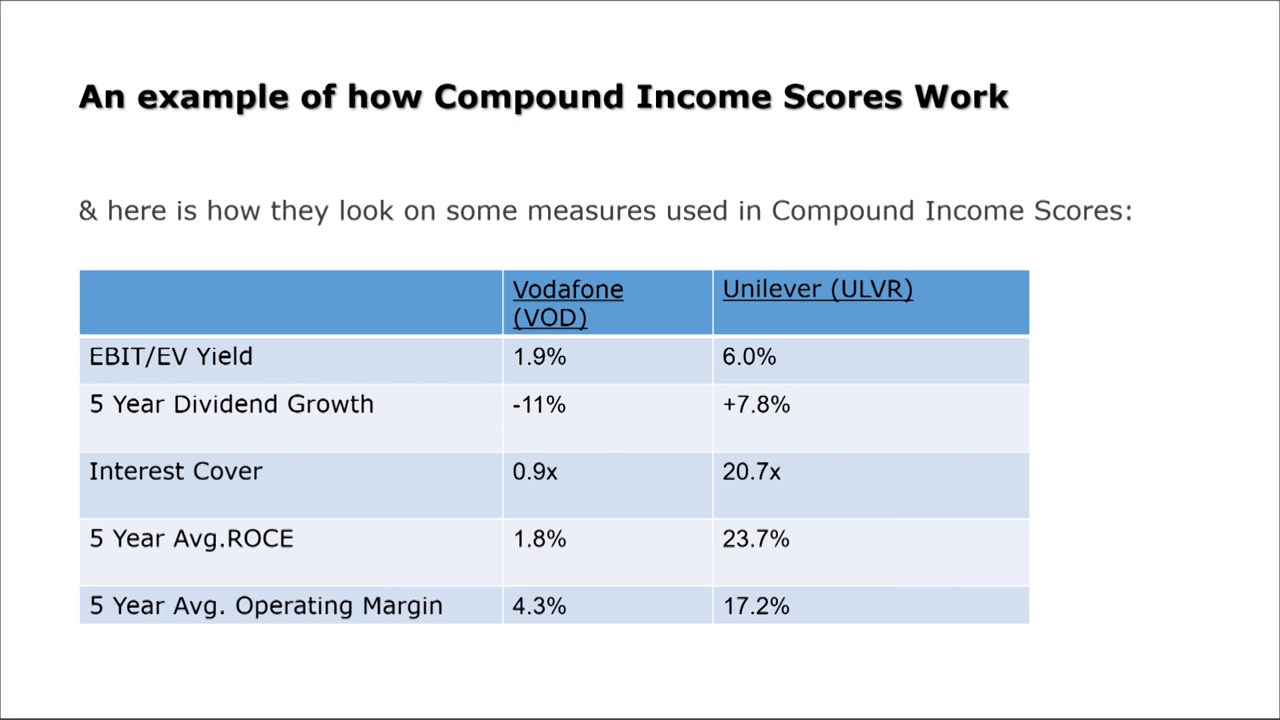 An example of how Compound Income Scores Work
& here is how they look on some measures used in Compound Income Scores:
Vodafone (VOD) Unilever (ULVR)
EBIT/EV Yield 1.9% 6.0%
5 Year Dividend Growth -11% +7.8%
Interest Cover 0.9x 20.7x
5 Year Avg.ROCE 1.8% 23.7%
5 Year Avg. Operating Margin 4.3% 17.2%